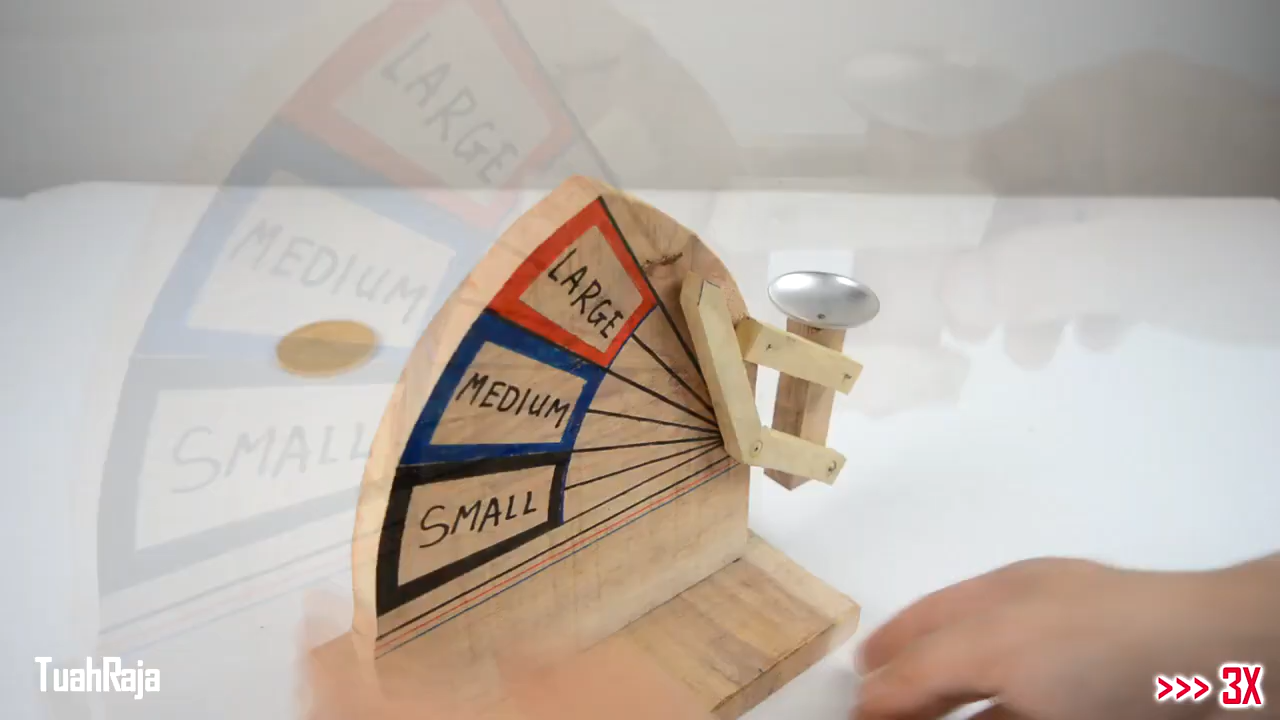 LARGE
MEDIUM
SMALL
LARGE
MEDIUM
SMALL
TuahRaja
>>> 3X